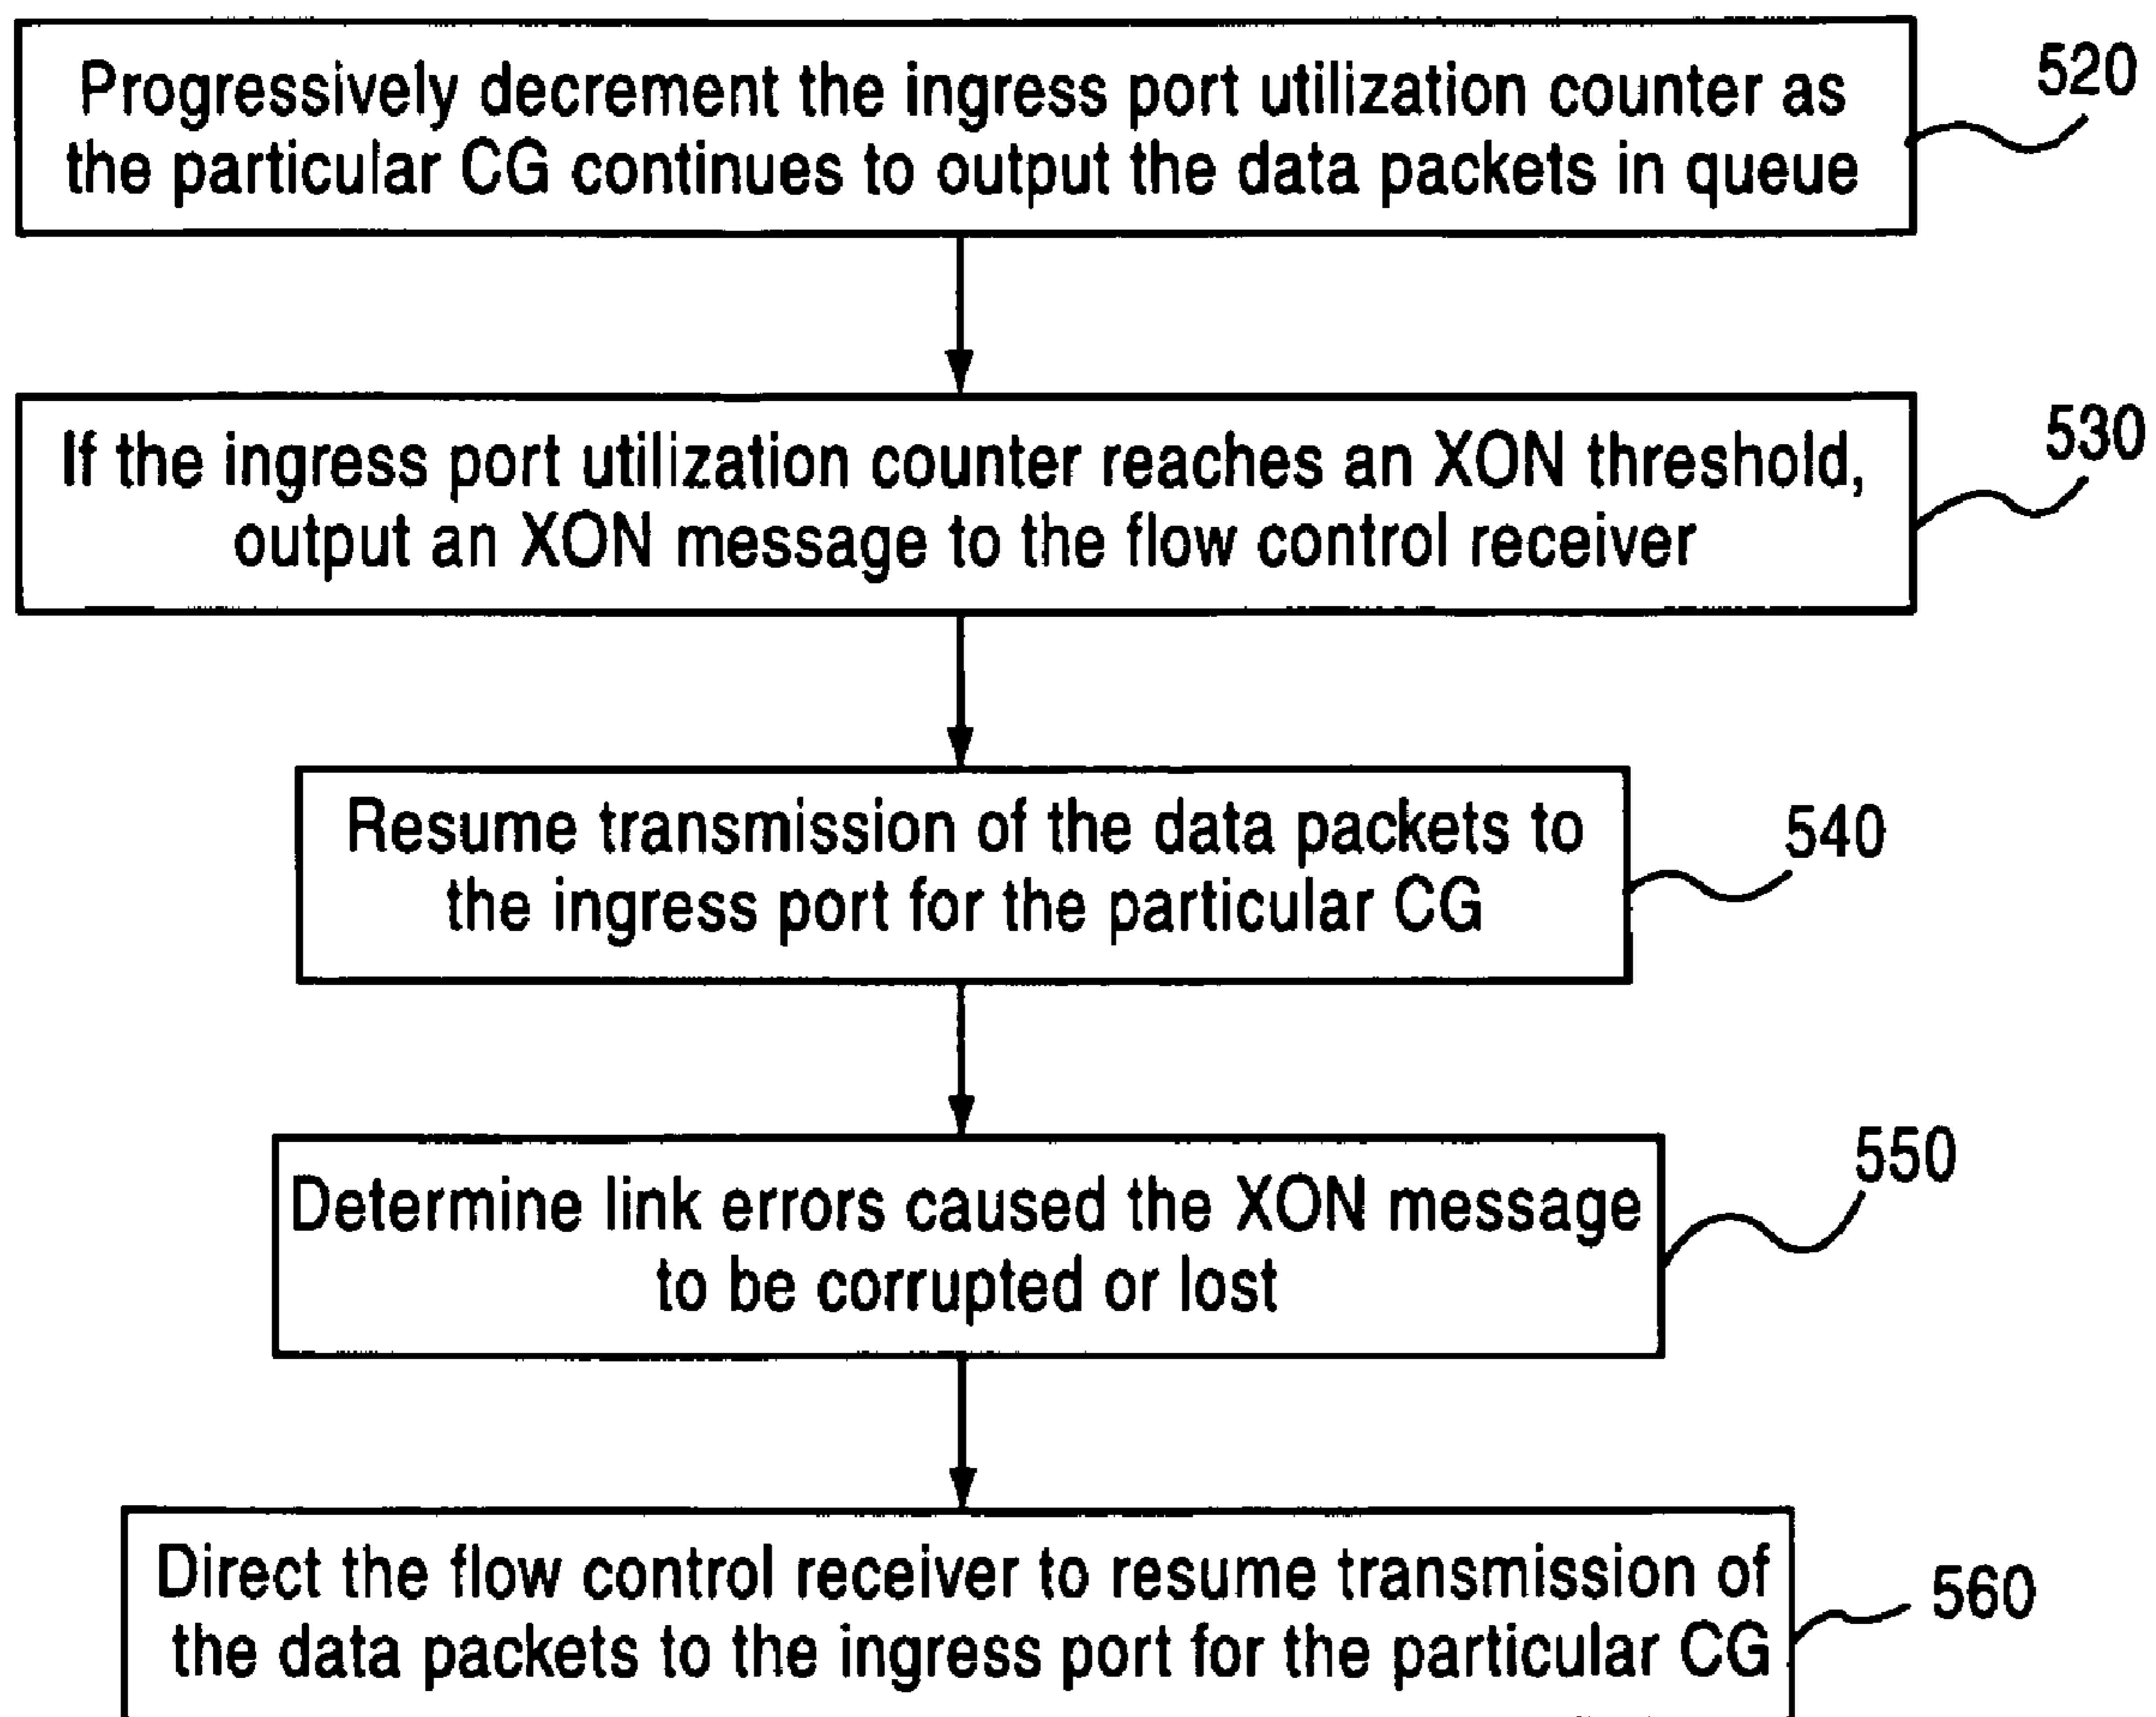 Progressively decrement the ingress port utilization counter as
the particular CG continues to output the data packets in queue
520
If the ingress port utilization counter reaches an XON threshold,
output an XON message to the flow control receiver
530
Resume transmission of the data packets to
the ingress port for the particular CG
540
Determine link errors caused the XON message
to be corrupted or lost
550
Direct the flow control receiver to resume transmission of
the data packets to the ingress port for the particular CG
560